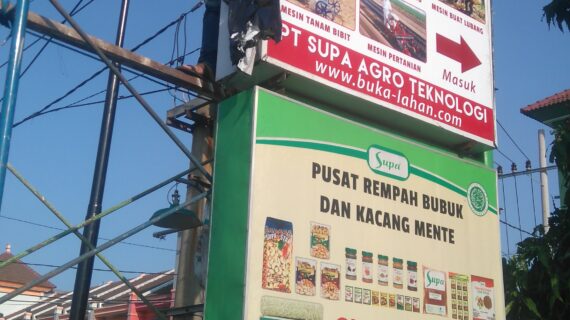 MESIN TANAM BIBIT
MESIN PERTANIAN
MESIN BUAT LUBANG
Masuk
PT SUPA AGRO TEKNOLOGI
www.buka-lahan.com
Supa
PUSAT REMPAH BUBUK
DAN KACANG MENTE
Supa